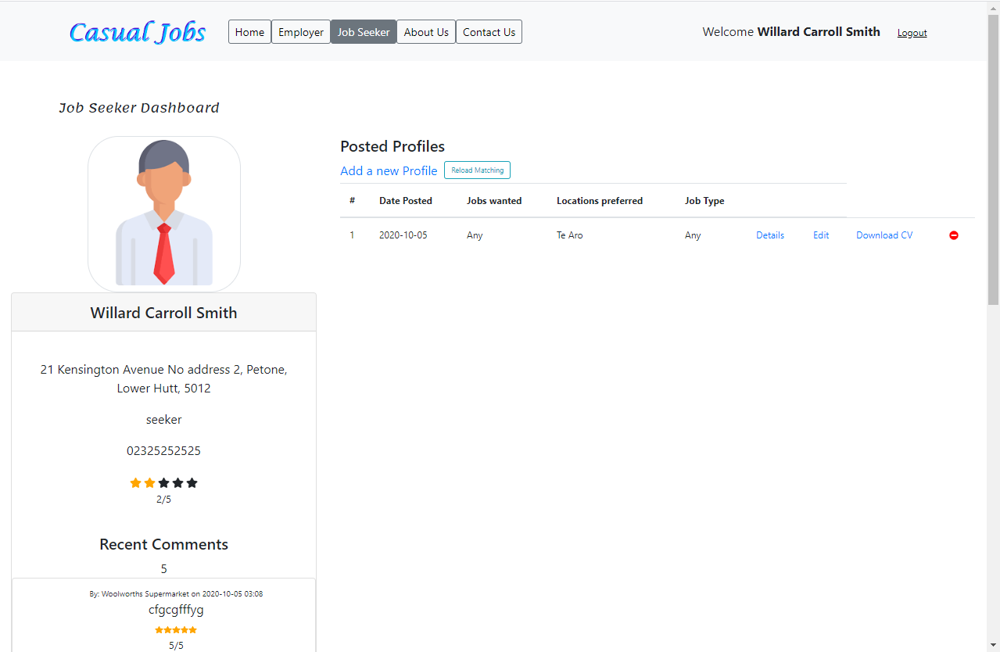 Casual Jobs
Home Employer Job Seeker About Us Contact Us
Welcome Willard Carroll Smith Logout
Job Seeker Dashboard
Willard Carroll Smith
21 Kensington Avenue No address 2, Petone,
Lower Hutt, 5012
seeker
02325252525
2/5
Recent Comments
5
By: Woolworths Supermarket on 2020-10-05 03:08
cfgcgfffyg
5/5
Posted Profiles
Add a new Profile Reload Matching
# Date Posted Jobs wanted Locations preferred Job Type
1 2020-10-05 Any Te Aro Any Details Edit Download CV